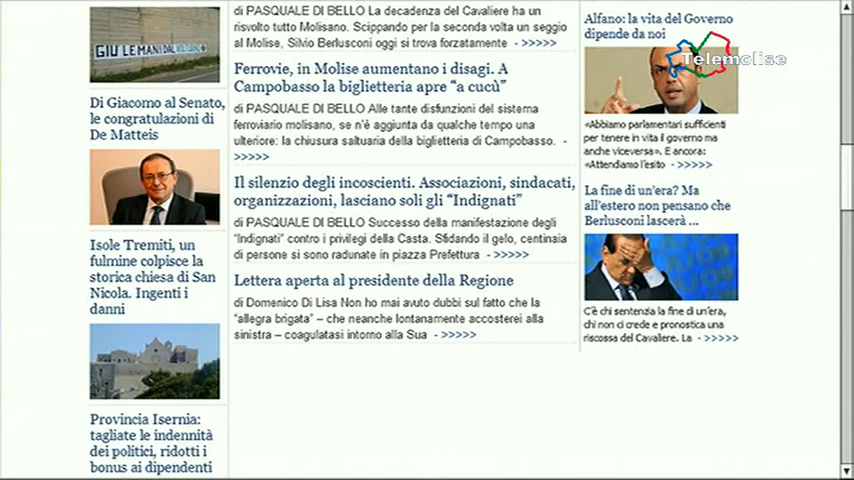 GIU LE MANI DAL
Di Giacomo al Senato,
le congratulazioni di
De Matteis
Isole Tremiti, un
fulmine colpisce la
storica chiesa di San
Nicola. Ingenti i
danni
Provincia Isernia:
tagliate le indennità
dei politici, ridotti i
bonus ai dipendenti
di PASQUALE DI BELLO La decadenza del Cavaliere ha un
risvolto tutto Molisano. Scippando per la seconda volta un seggio
al Molise, Silvio Berlusconi oggi si trova forzatamente - >>>>>
Ferrovie, in Molise aumentano i disagi. A
Campobasso la biglietteria apre “a cucù”
di PASQUALE DI BELLO Alle tante disfunzioni del sistema
ferroviario molisano, se n’è aggiunta da qualche tempo una
ulteriore: la chiusura saltuaria della biglietteria di Campobasso. -
>>>>>
Il silenzio degli incoscienti. Associazioni, sindacati,
organizzazioni, lasciano soli gli “Indignati”
di PASQUALE DI BELLO Successo della manifestazione degli
“Indignati” contro i privilegi della Casta. Sfidando il gelo, centinaia
di persone si sono radunate in piazza Prefettura - >>>>>
Lettera aperta al presidente della Regione
di Domenico Di Lisa Non ho mai avuto dubbi sul fatto che la
“allegra brigata” – che neanche lontanamente accosterei alla
sinistra – coagulatasi intorno alla Sua - >>>>>
Alfano: la vita del Governo
dipende da noi
Telemolise
«Abbiamo parlamentari sufficienti
per tenere in vita il governo ma
anche viceversa». E ancora:
«Attendiamo l'esito - >>>>>
La fine di un’era? Ma
all’estero non pensano che
Berlusconi lascerà ...
C’è chi sentenzia la fine di un’era,
chi non ci crede e pronostica una
riscossa del Cavaliere. La - >>>>>